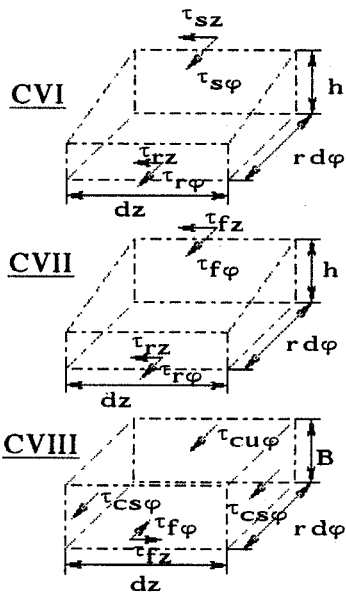 τsz
τsφ
h
CVI
τrz
τrφ
r dφ
dz
τfz
CVII
τfφ
h
τrz
τrφ
r dφ
dz
CVIII
τcuφ
B
τcsφ
τcsφ
τfφ
r dφ
τfz
dz